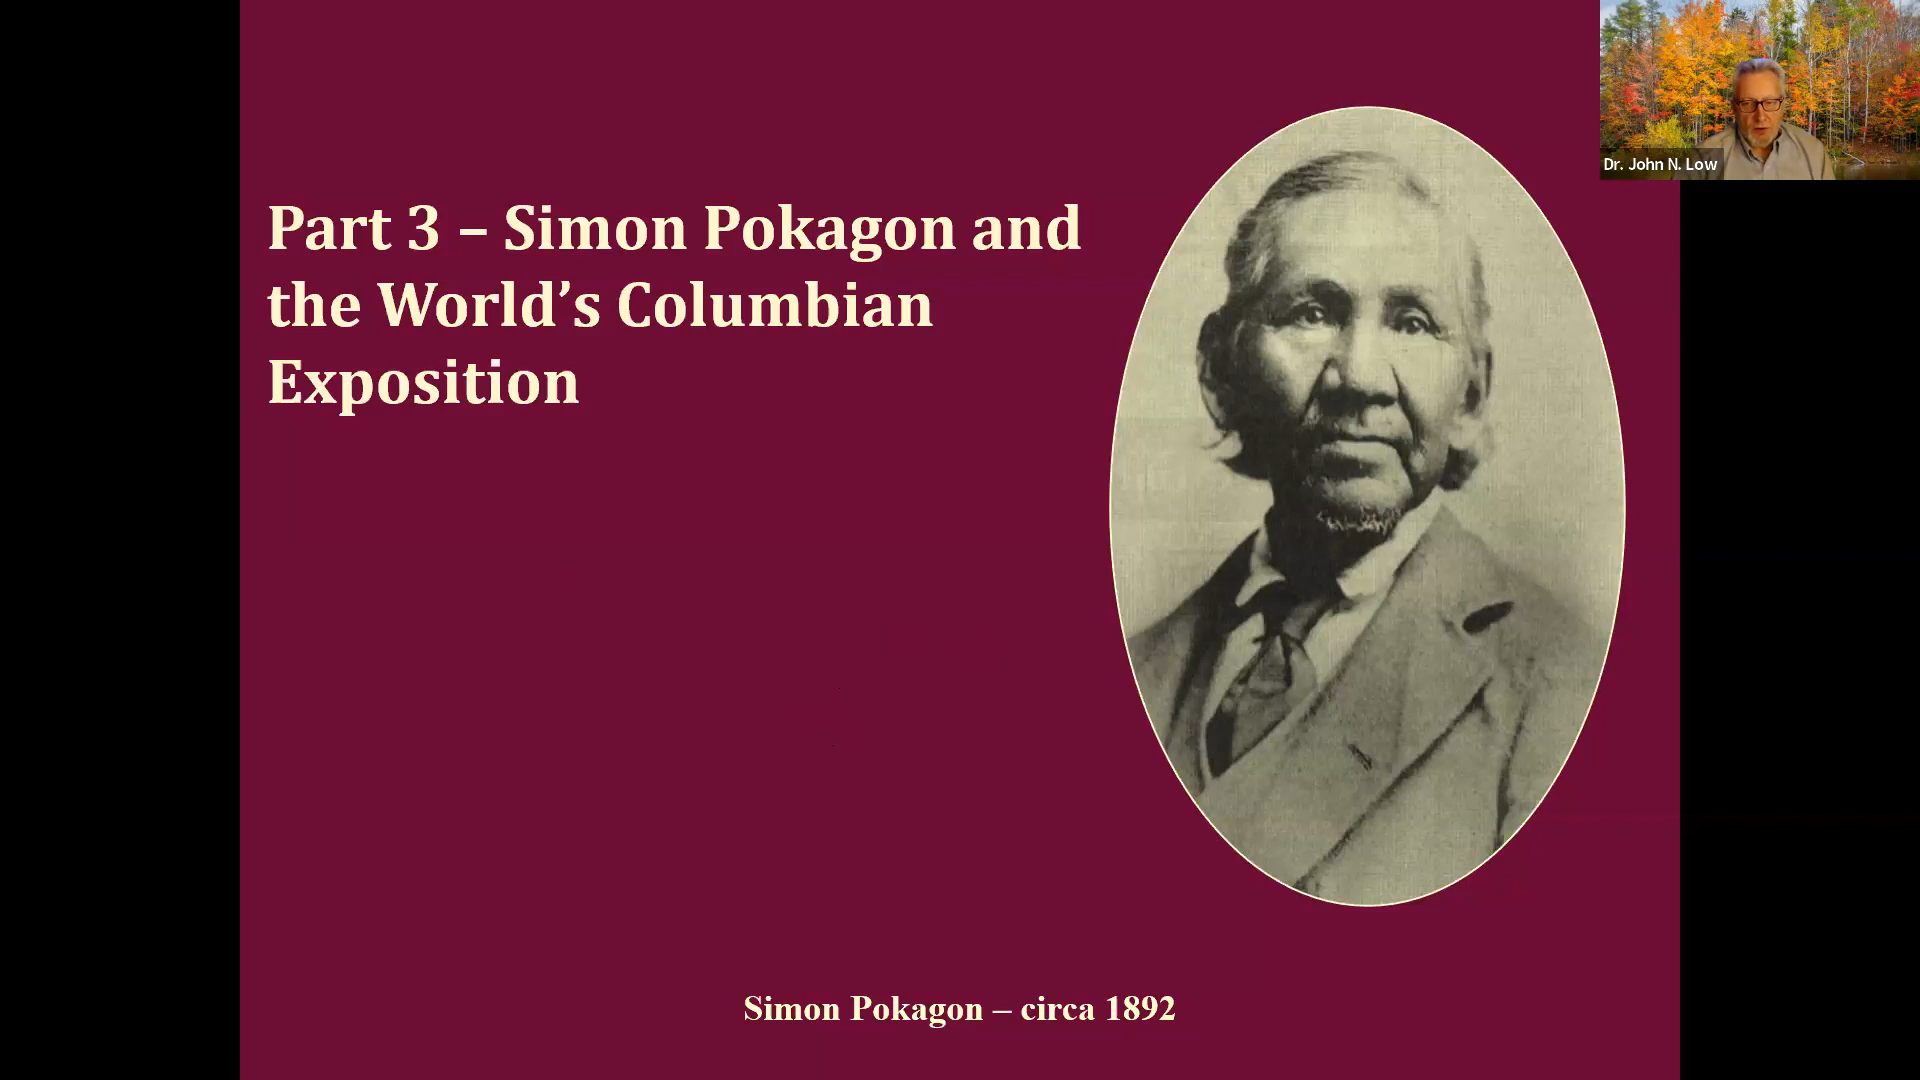 Dr. John N. Low
Part 3 – Simon Pokagon and
the World’s Columbian
Exposition
Simon Pokagon – circa 1892